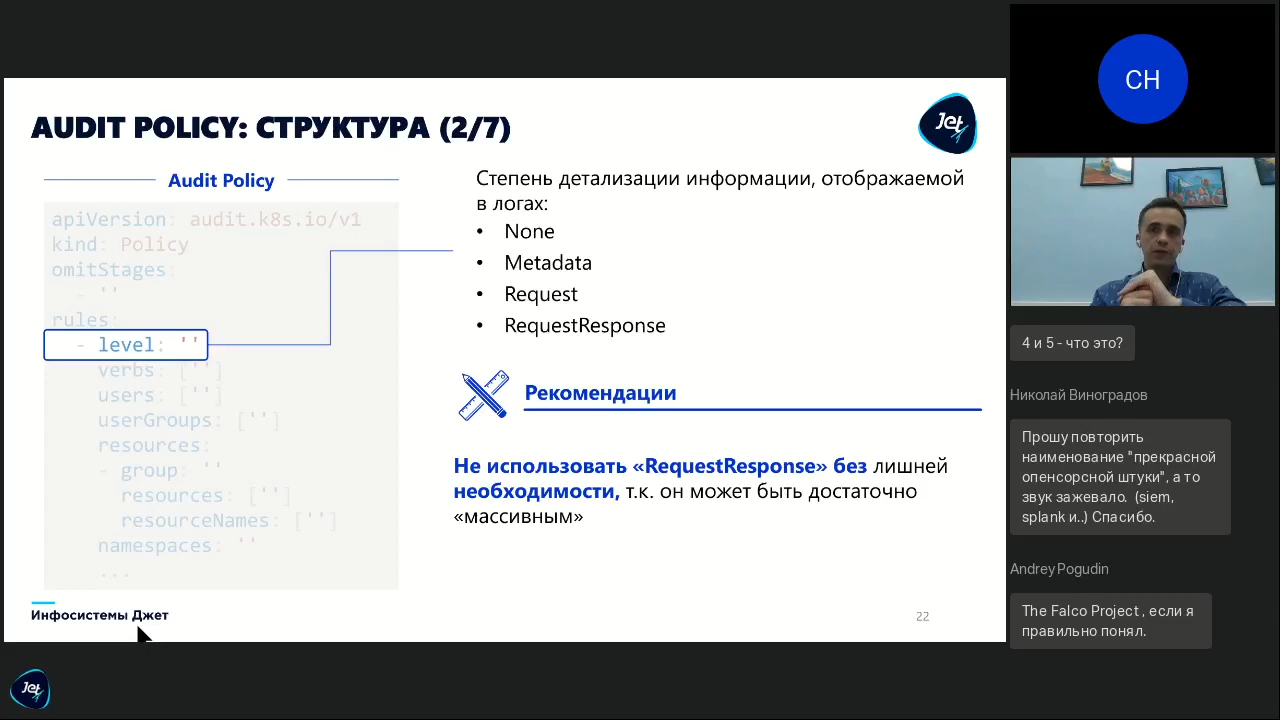 AUDIT POLICY: СТРУКТУРА (2/7)
Jet
Audit Policy
apiVersion: audit.k8s.io/v1
kind: Policy
omitStages:
- ''
rules:
- level: ''
verbs: ['']
users: ['']
userGroups: ['']
resources:
- group: ''
resources: ['']
resourceNames: ['']
namespaces: ''
...
Степень детализации информации, отображаемой
в логах:
• None
• Metadata
• Request
• RequestResponse
Рекомендации
Не использовать «RequestResponse» без лишней
необходимости, т.к. он может быть достаточно
«массивным»
Инфосистемы Джет
22
Jet
CH
4 и 5 - что это?
Николай Виноградов
Прошу повторить
наименование "прекрасной
опенсорсной штуки", а то
звук зажевало. (siem,
splank и..) Спасибо.
Andrey Pogudin
The Falco Project , если я
правильно понял.